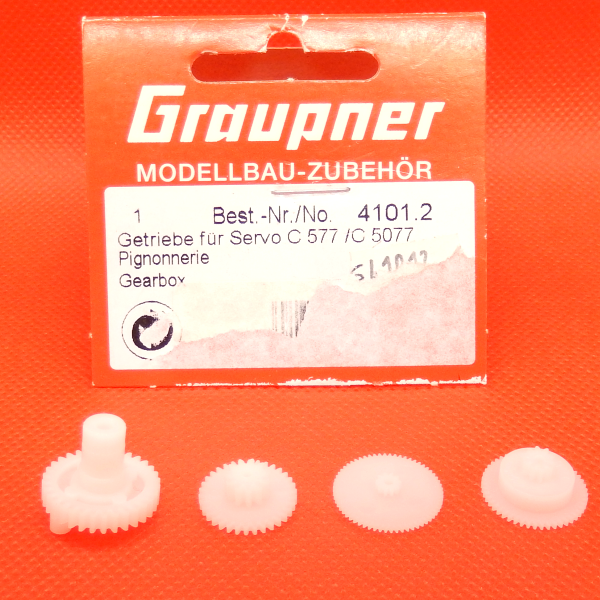 Graupner
MODELLBAU-ZUBEHÖR
1 Best.-Nr./No. 4101.2
Getriebe für Servo C 577 /C 5077
Pignonnerie
Gearbox